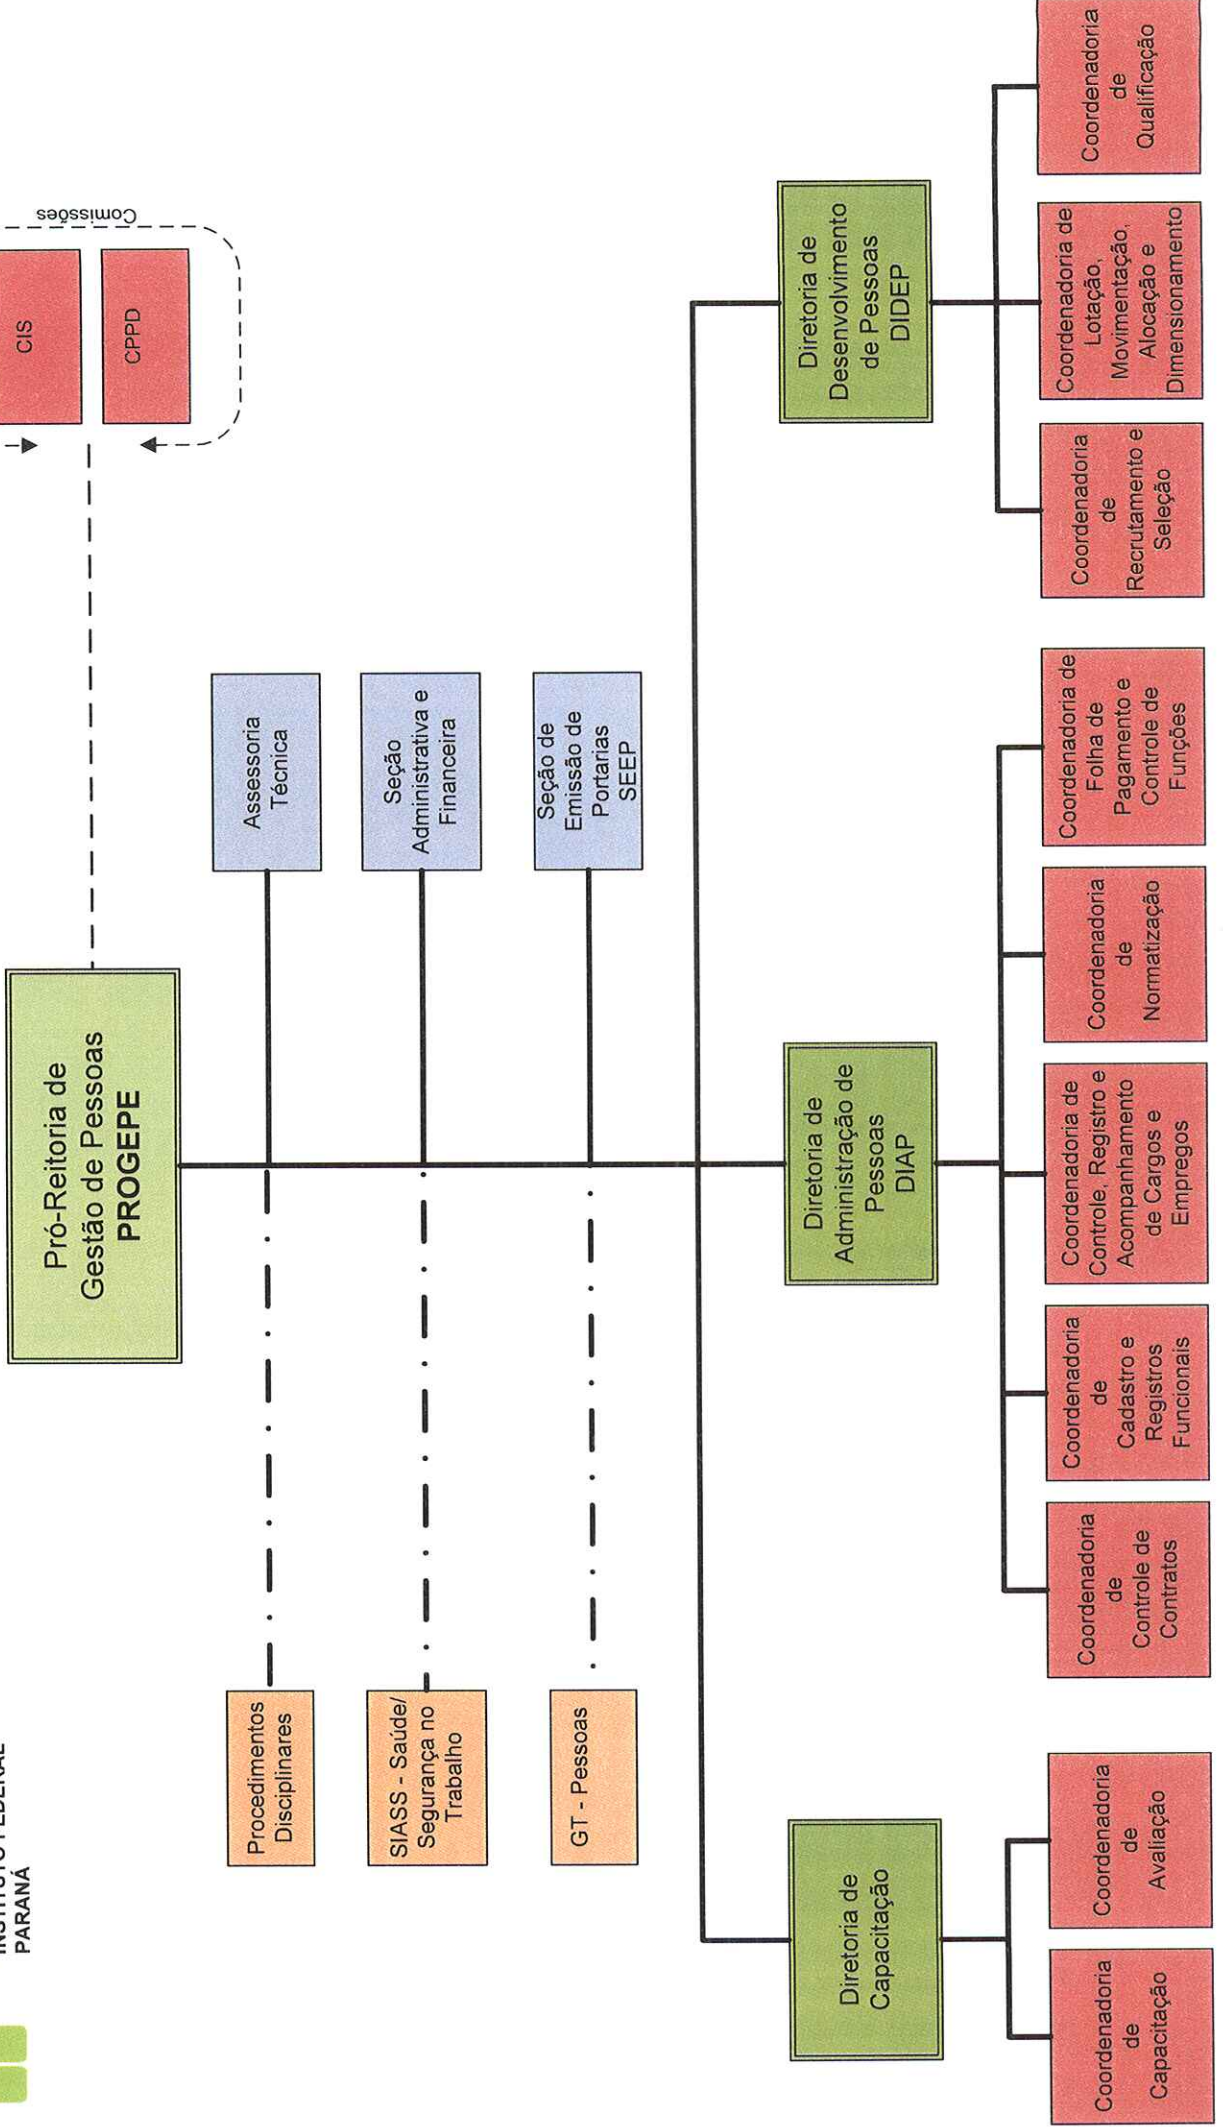 INSTITUTO FEDERAL
PARANÁ
Pró-Reitoria de
Gestão de Pessoas
PROGEPE
CIS
CPPD
Comissões
Procedimentos
Disciplinares
Assessoria
Técnica
SIASS - Saúde/
Segurança no
Trabalho
Seção
Administrativa e
Financeira
GT - Pessoas
Seção de
Emissão de
Portarias
SEEP
Diretoria de
Capacitação
Diretoria de
Administração de
Pessoas
DIAP
Diretoria de
Desenvolvimento
de Pessoas
DIDEP
Coordenadoria
de
Capacitação
Coordenadoria
de
Avaliação
Coordenadoria
de
Controle de
Contratos
Coordenadoria
de
Cadastro e
Registros
Funcionais
Coordenadoria de
Controle, Registro e
Acompanhamento
de Cargos e
Empregos
Coordenadoria
de
Normatização
Coordenadoria de
Folha de
Pagamento e
Controle de
Funções
Coordenadoria
de
Recrutamento e
Seleção
Coordenadoria de
Lotação,
Movimentação,
Alocação e
Dimensionamento
Coordenadoria
de
Qualificação